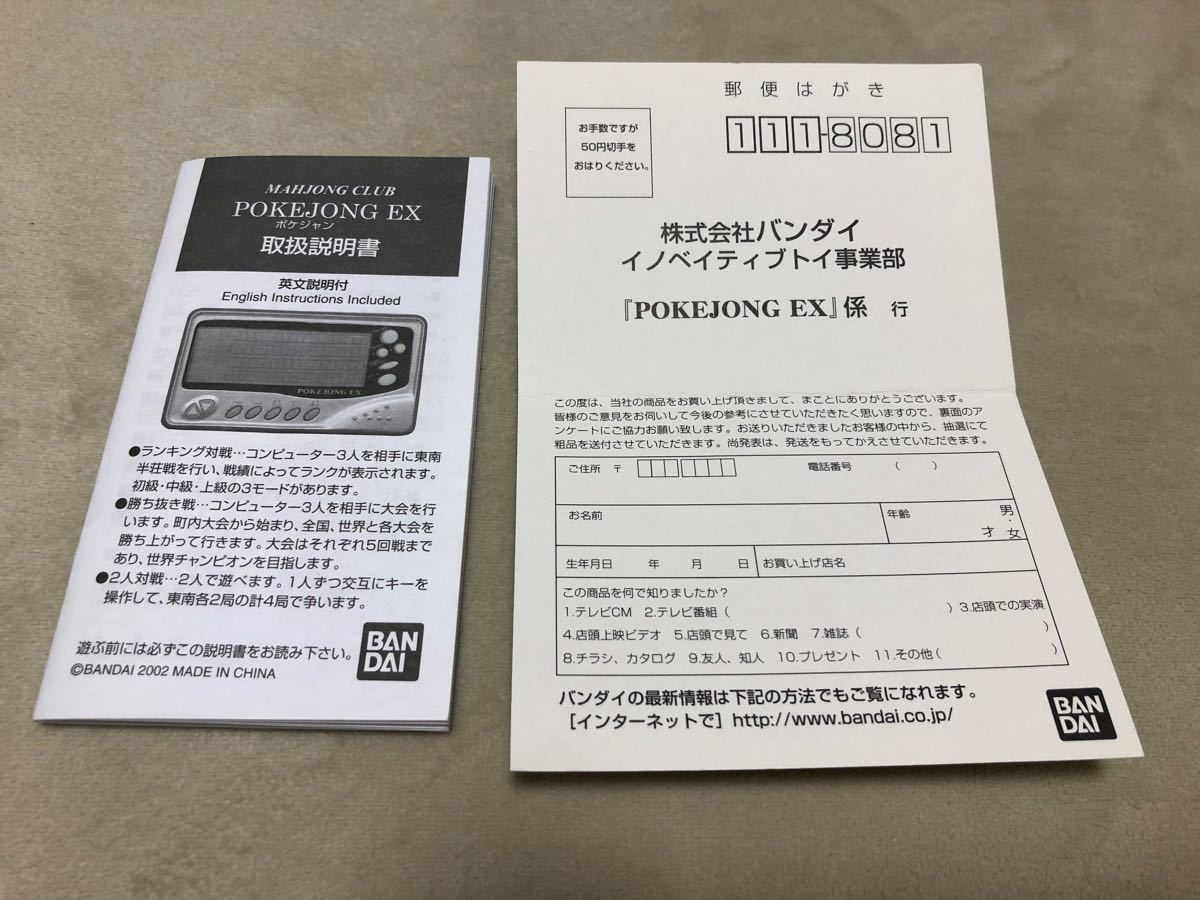 MAHJONG CLUB
POKEJONG EX
ポケジャン
取扱説明書
英文説明付
English Instructions Included
POKEJONG EX
●ランキング対戦…コンピューター3人を相手に東南
半荘戦を行い、戦績によってランクが表示されます。
初級・中級・上級の3モードがあります。
●勝ち抜き戦…コンピューター3人を相手に大会を行
います。町内大会から始まり、全国、世界と各大会を
勝ち上がって行きます。大会はそれぞれ5回戦まで
あり、世界チャンピオンを目指します。
●2人対戦…2人で遊べます。1人ずつ交互にキーを
操作して、東南各2局の計4局で争います。
遊ぶ前には必ずこの説明書をお読み下さい。
©BANDAI 2002 MADE IN CHINA
BAN
DAI
郵便はがき
お手数ですが
50円切手を
おはりください。
111-8081
株式会社バンダイ
イノベイティブトイ事業部
『POKEJONG EX』係 行
この度は、当社の商品をお買い上げ頂きまして、まことにありがとうございます。
皆様のご意見をお伺いして今後の参考にさせていただきたく思いますので、裏面のアン
ケートにご協力お願い致します。お送りいただきましたお客様の中から、抽選にて
粗品を送付させていただきます。尚発表は、発送をもってかえさせていただきます。
ご住所 〒 電話番号 ( )
お名前 年齢 才 男・女
生年月日 年 月 日 お買い上げ店名
この商品を何で知りましたか?
1.テレビCM 2.テレビ番組( ) 3.店頭での実演
4.店頭上映ビデオ 5.店頭で見て 6.新聞 7.雑誌( )
8.チラシ、カタログ 9.友人、知人 10.プレゼント 11.その他( )
バンダイの最新情報は下記の方法でもご覧になれます。
[インターネットで] http://www.bandai.co.jp/
BAN
DAI